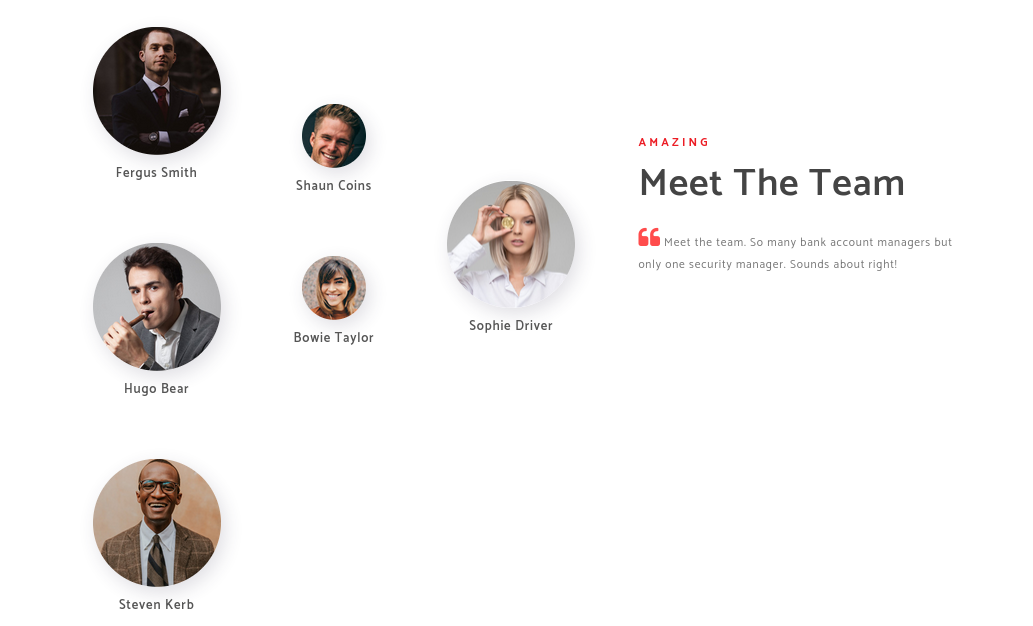 Fergus Smith
Shaun Coins
Sophie Driver
Hugo Bear
Bowie Taylor
Steven Kerb
AMAZING
Meet The Team
Meet the team. So many bank account managers but
only one security manager. Sounds about right!